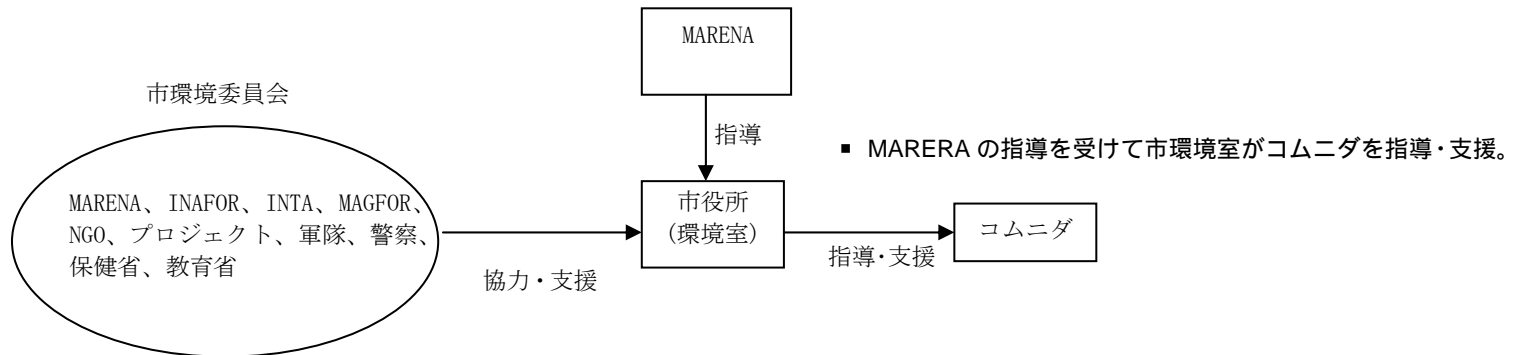 MARENA
市環境委員会
指導
▪ MARERA の指導を受けて市環境室がコムニダを指導・支援。
MARENA、INAFOR、INTA、MAGFOR、
NGO、プロジェクト、軍隊、警察、
保健省、教育省
市役所
(環境室)
コムニダ
指導・支援
協力・支援